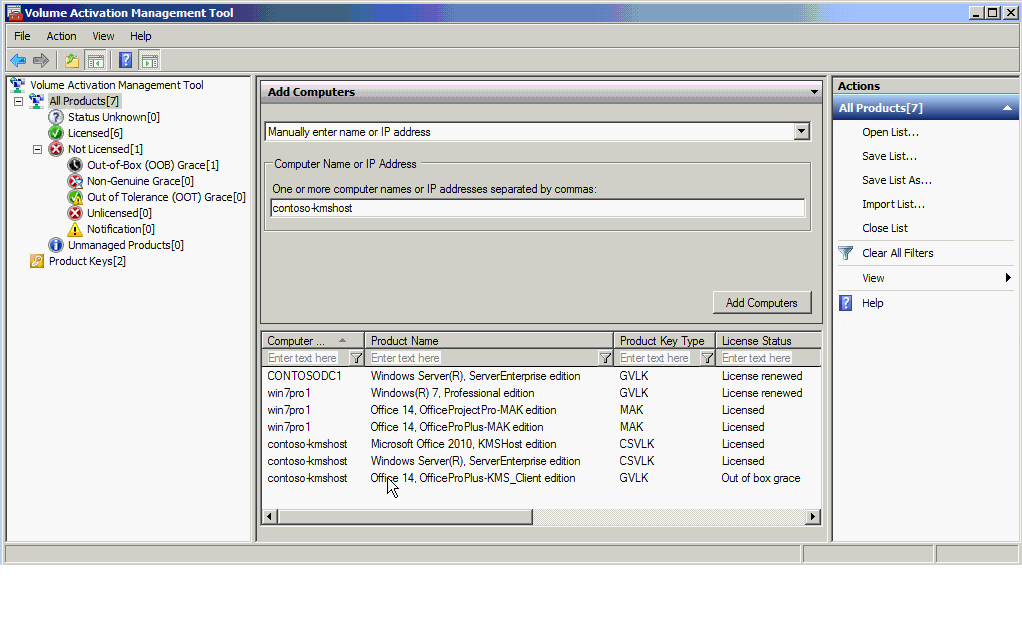 Volume Activation Management Tool
File Action View Help
Volume Activation Management Tool
All Products[7]
Status Unknown[0]
Licensed[6]
Not Licensed[1]
Out-of-Box (OOB) Grace[1]
Non-Genuine Grace[0]
Out of Tolerance (OOT) Grace[0]
Unlicensed[0]
Notification[0]
Unmanaged Products[0]
Product Keys[2]
Add Computers
Manually enter name or IP address
Computer Name or IP Address
One or more computer names or IP addresses separated by commas:
contoso-kmshost
Add Computers
Computer ... Product Name Product Key Type License Status
Enter text here Enter text here Enter text here Enter text here
CONTOSODC1 Windows Server(R), ServerEnterprise edition GVLK License renewed
win7pro1 Windows(R) 7, Professional edition GVLK License renewed
win7pro1 Office 14, OfficeProjectPro-MAK edition MAK Licensed
win7pro1 Office 14, OfficeProPlus-MAK edition MAK Licensed
contoso-kmshost Microsoft Office 2010, KMSHost edition CSVLK Licensed
contoso-kmshost Windows Server(R), ServerEnterprise edition CSVLK Licensed
contoso-kmshost Office 14, OfficeProPlus-KMS_Client edition GVLK Out of box grace
Actions
All Products[7]
Open List...
Save List...
Save List As...
Import List...
Close List
Clear All Filters
View
Help